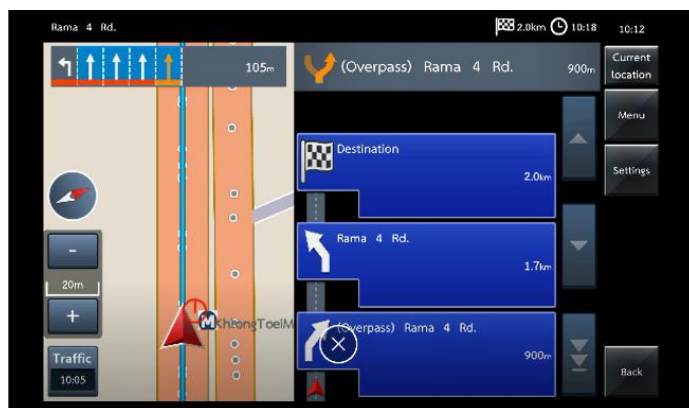 Rama 4 Rd.
2.0km
10:18
10:12
105m
(Overpass) Rama 4 Rd.
900m
Current
location
Menu
Settings
Back
Destination
2.0km
Rama 4 Rd.
1.7km
(Overpass) Rama 4 Rd.
900m
-
20m
+
Traffic
10:05
M
KhlongToeiM